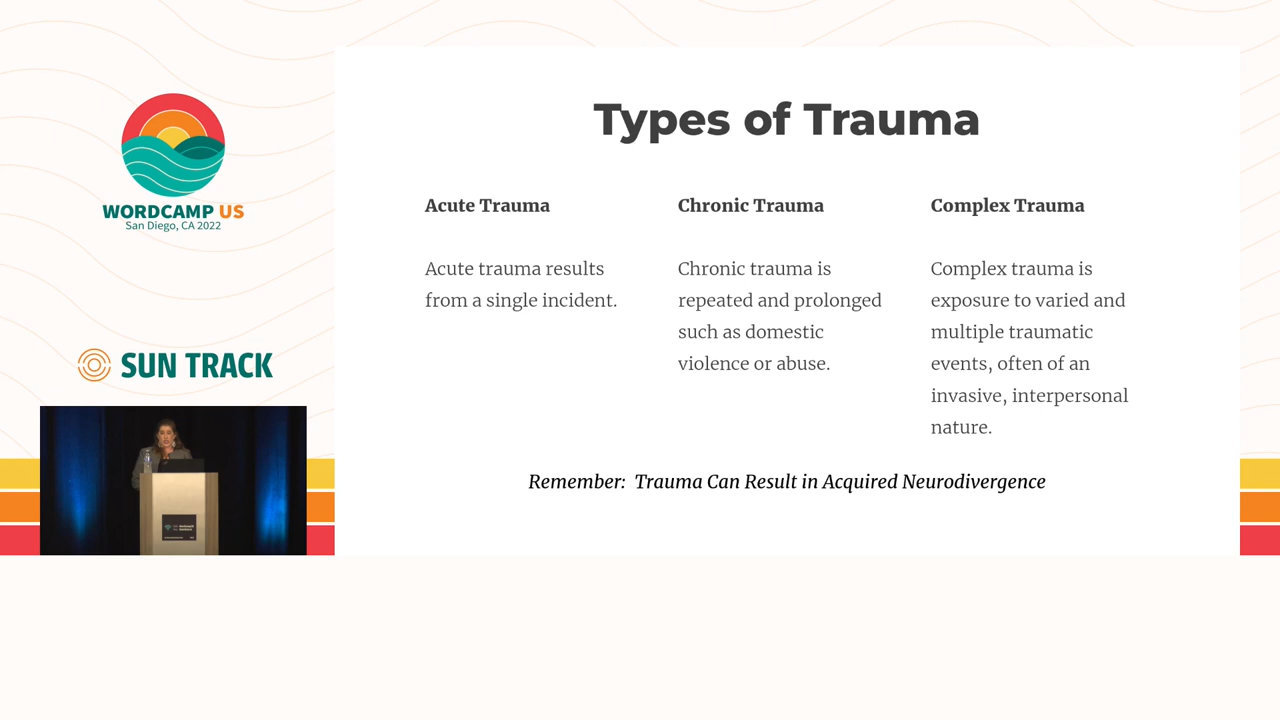 WORDCAMP US
San Diego, CA 2022
SUN TRACK
Types of Trauma
Acute Trauma
Acute trauma results
from a single incident.
Chronic Trauma
Chronic trauma is
repeated and prolonged
such as domestic
violence or abuse.
Complex Trauma
Complex trauma is
exposure to varied and
multiple traumatic
events, often of an
invasive, interpersonal
nature.
Remember: Trauma Can Result in Acquired Neurodivergence